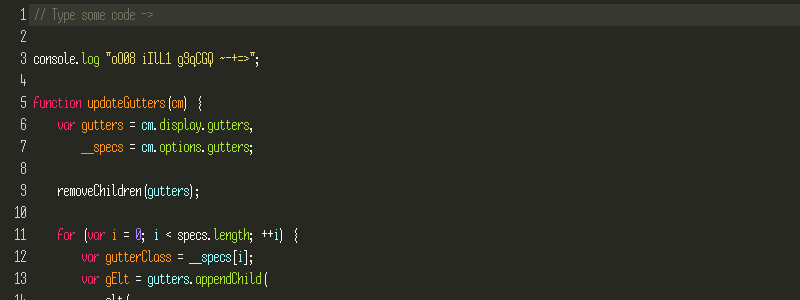 1 // Type some code ->
2
3 console.log "oO08 iIlL1 g9qCGQ ~-+=>";
4
5 function updateGutters(cm) {
6 var gutters = cm.display.gutters,
7 __specs = cm.options.gutters;
8
9 removeChildren(gutters);
10
11 for (var i = 0; i < specs.length; ++i) {
12 var gutterClass = __specs[i];
13 var gElt = gutters.appendChild(
14 elt(